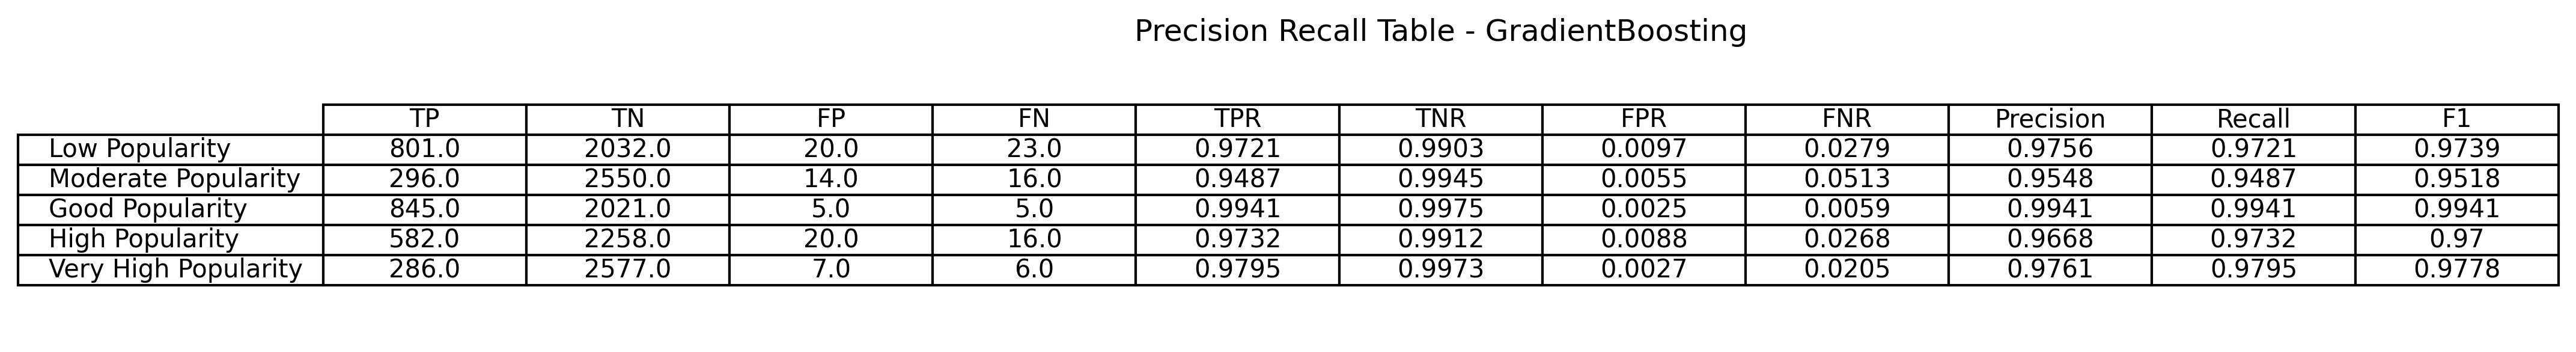 Precision Recall Table - GradientBoosting
TP TN FP FN TPR TNR FPR FNR Precision Recall F1
Low Popularity 801.0 2032.0 20.0 23.0 0.9721 0.9903 0.0097 0.0279 0.9756 0.9721 0.9739
Moderate Popularity 296.0 2550.0 14.0 16.0 0.9487 0.9945 0.0055 0.0513 0.9548 0.9487 0.9518
Good Popularity 845.0 2021.0 5.0 5.0 0.9941 0.9975 0.0025 0.0059 0.9941 0.9941 0.9941
High Popularity 582.0 2258.0 20.0 16.0 0.9732 0.9912 0.0088 0.0268 0.9668 0.9732 0.97
Very High Popularity 286.0 2577.0 7.0 6.0 0.9795 0.9973 0.0027 0.0205 0.9761 0.9795 0.9778